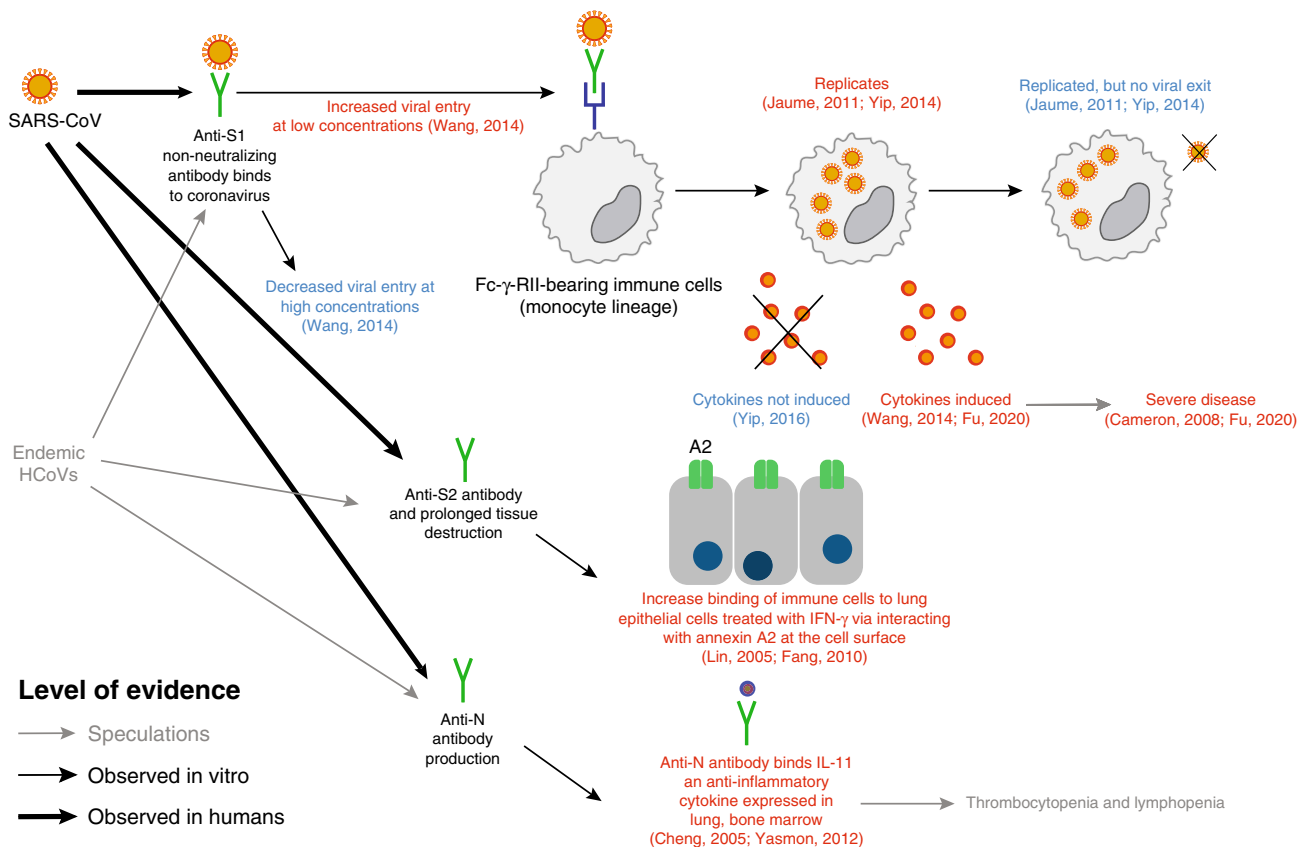 SARS-CoV
Anti-S1
non-neutralizing
antibody binds
to coronavirus
Increased viral entry
at low concentrations (Wang, 2014)
Decreased viral entry at
high concentrations
(Wang, 2014)
Fc-γ-RII-bearing immune cells
(monocyte lineage)
Replicates
(Jaume, 2011; Yip, 2014)
Replicated, but no viral exit
(Jaume, 2011; Yip, 2014)
Cytokines not induced
(Yip, 2016)
Cytokines induced
(Wang, 2014; Fu, 2020)
Severe disease
(Cameron, 2008; Fu, 2020)
Endemic
HCoVs
Anti-S2 antibody
and prolonged tissue
destruction
A2
Increase binding of immune cells to lung
epithelial cells treated with IFN-γ via interacting
with annexin A2 at the cell surface
(Lin, 2005; Fang, 2010)
Anti-N
antibody
production
Anti-N antibody binds IL-11
an anti-inflammatory
cytokine expressed in
lung, bone marrow
(Cheng, 2005; Yasmon, 2012)
Thrombocytopenia and lymphopenia
Level of evidence
Speculations
Observed in vitro
Observed in humans